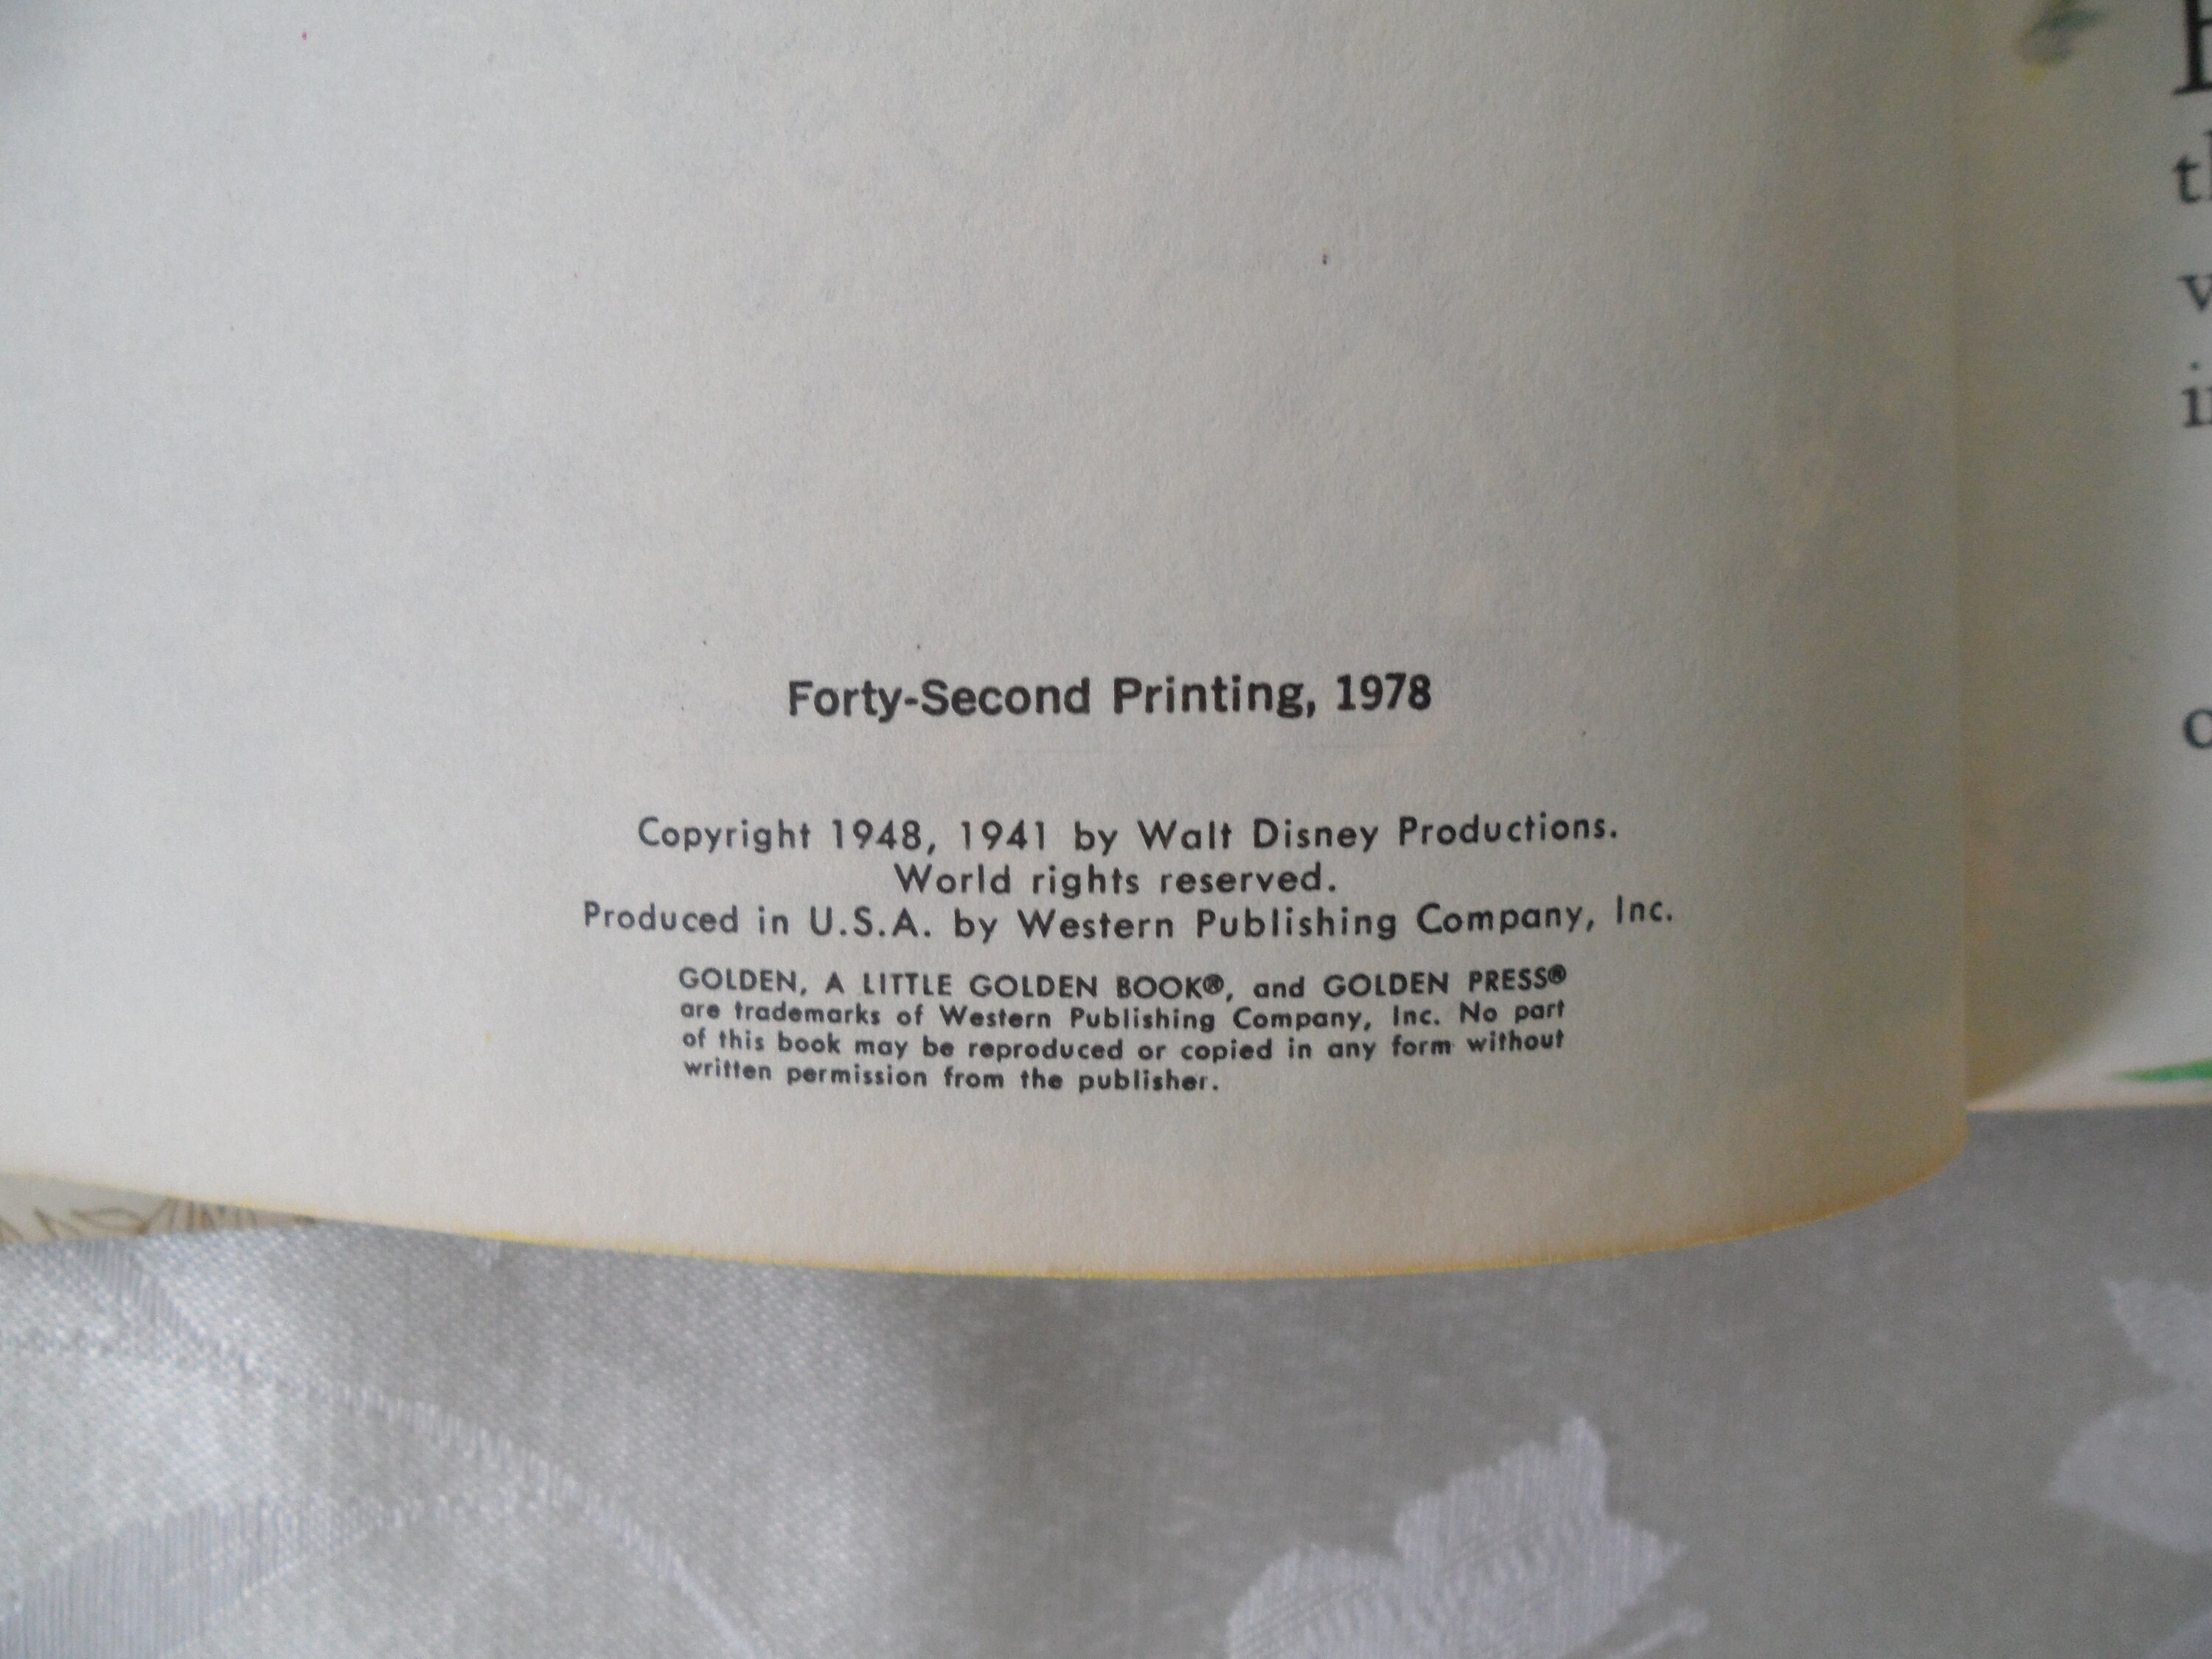 Forty-Second Printing, 1978
Copyright 1948, 1941 by Walt Disney Productions.
World rights reserved.
Produced in U.S.A. by Western Publishing Company, Inc.
GOLDEN, A LITTLE GOLDEN BOOK®, and GOLDEN PRESS®
are trademarks of Western Publishing Company, Inc. No part
of this book may be reproduced or copied in any form without
written permission from the publisher.